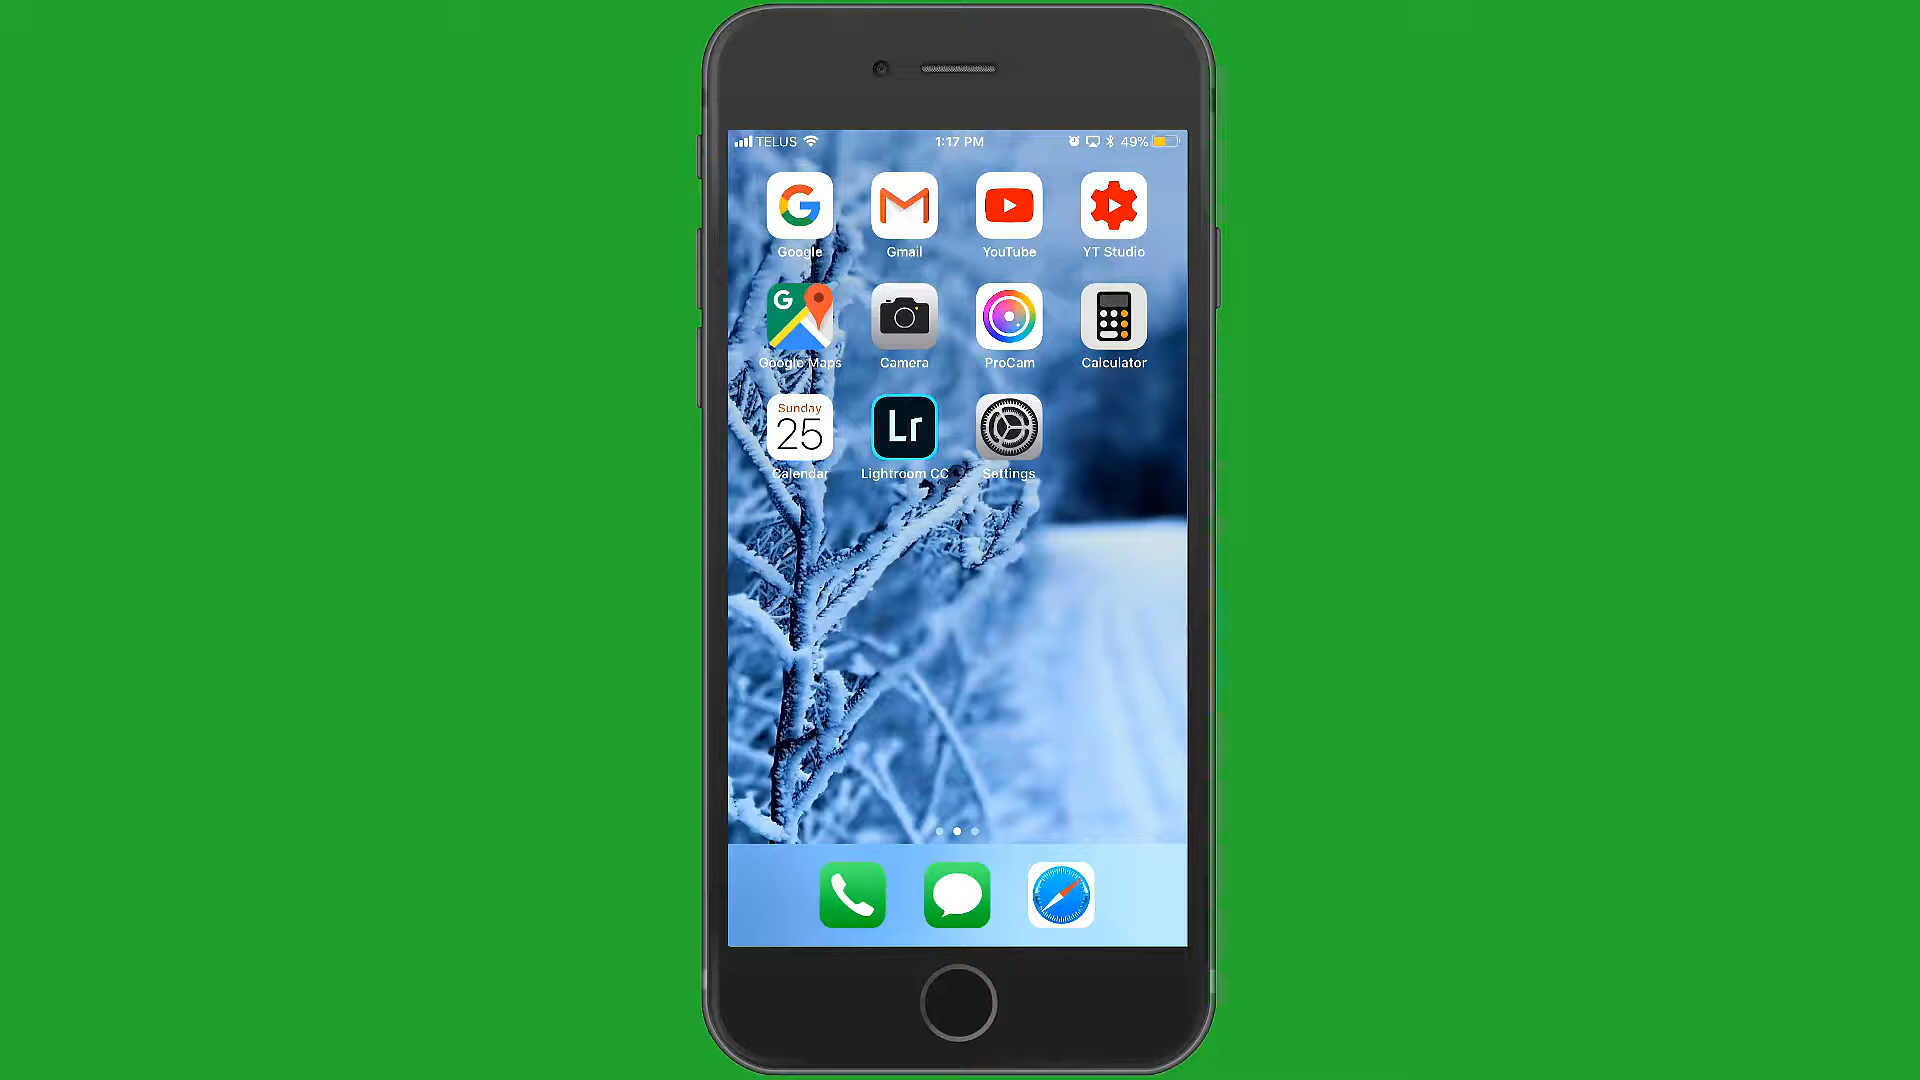 TELUS 1:17 PM 49%
Google Gmail YouTube YT Studio
G
Google Maps Camera ProCam Calculator
Sunday
25
Lr
Calendar Lightroom CC Settings